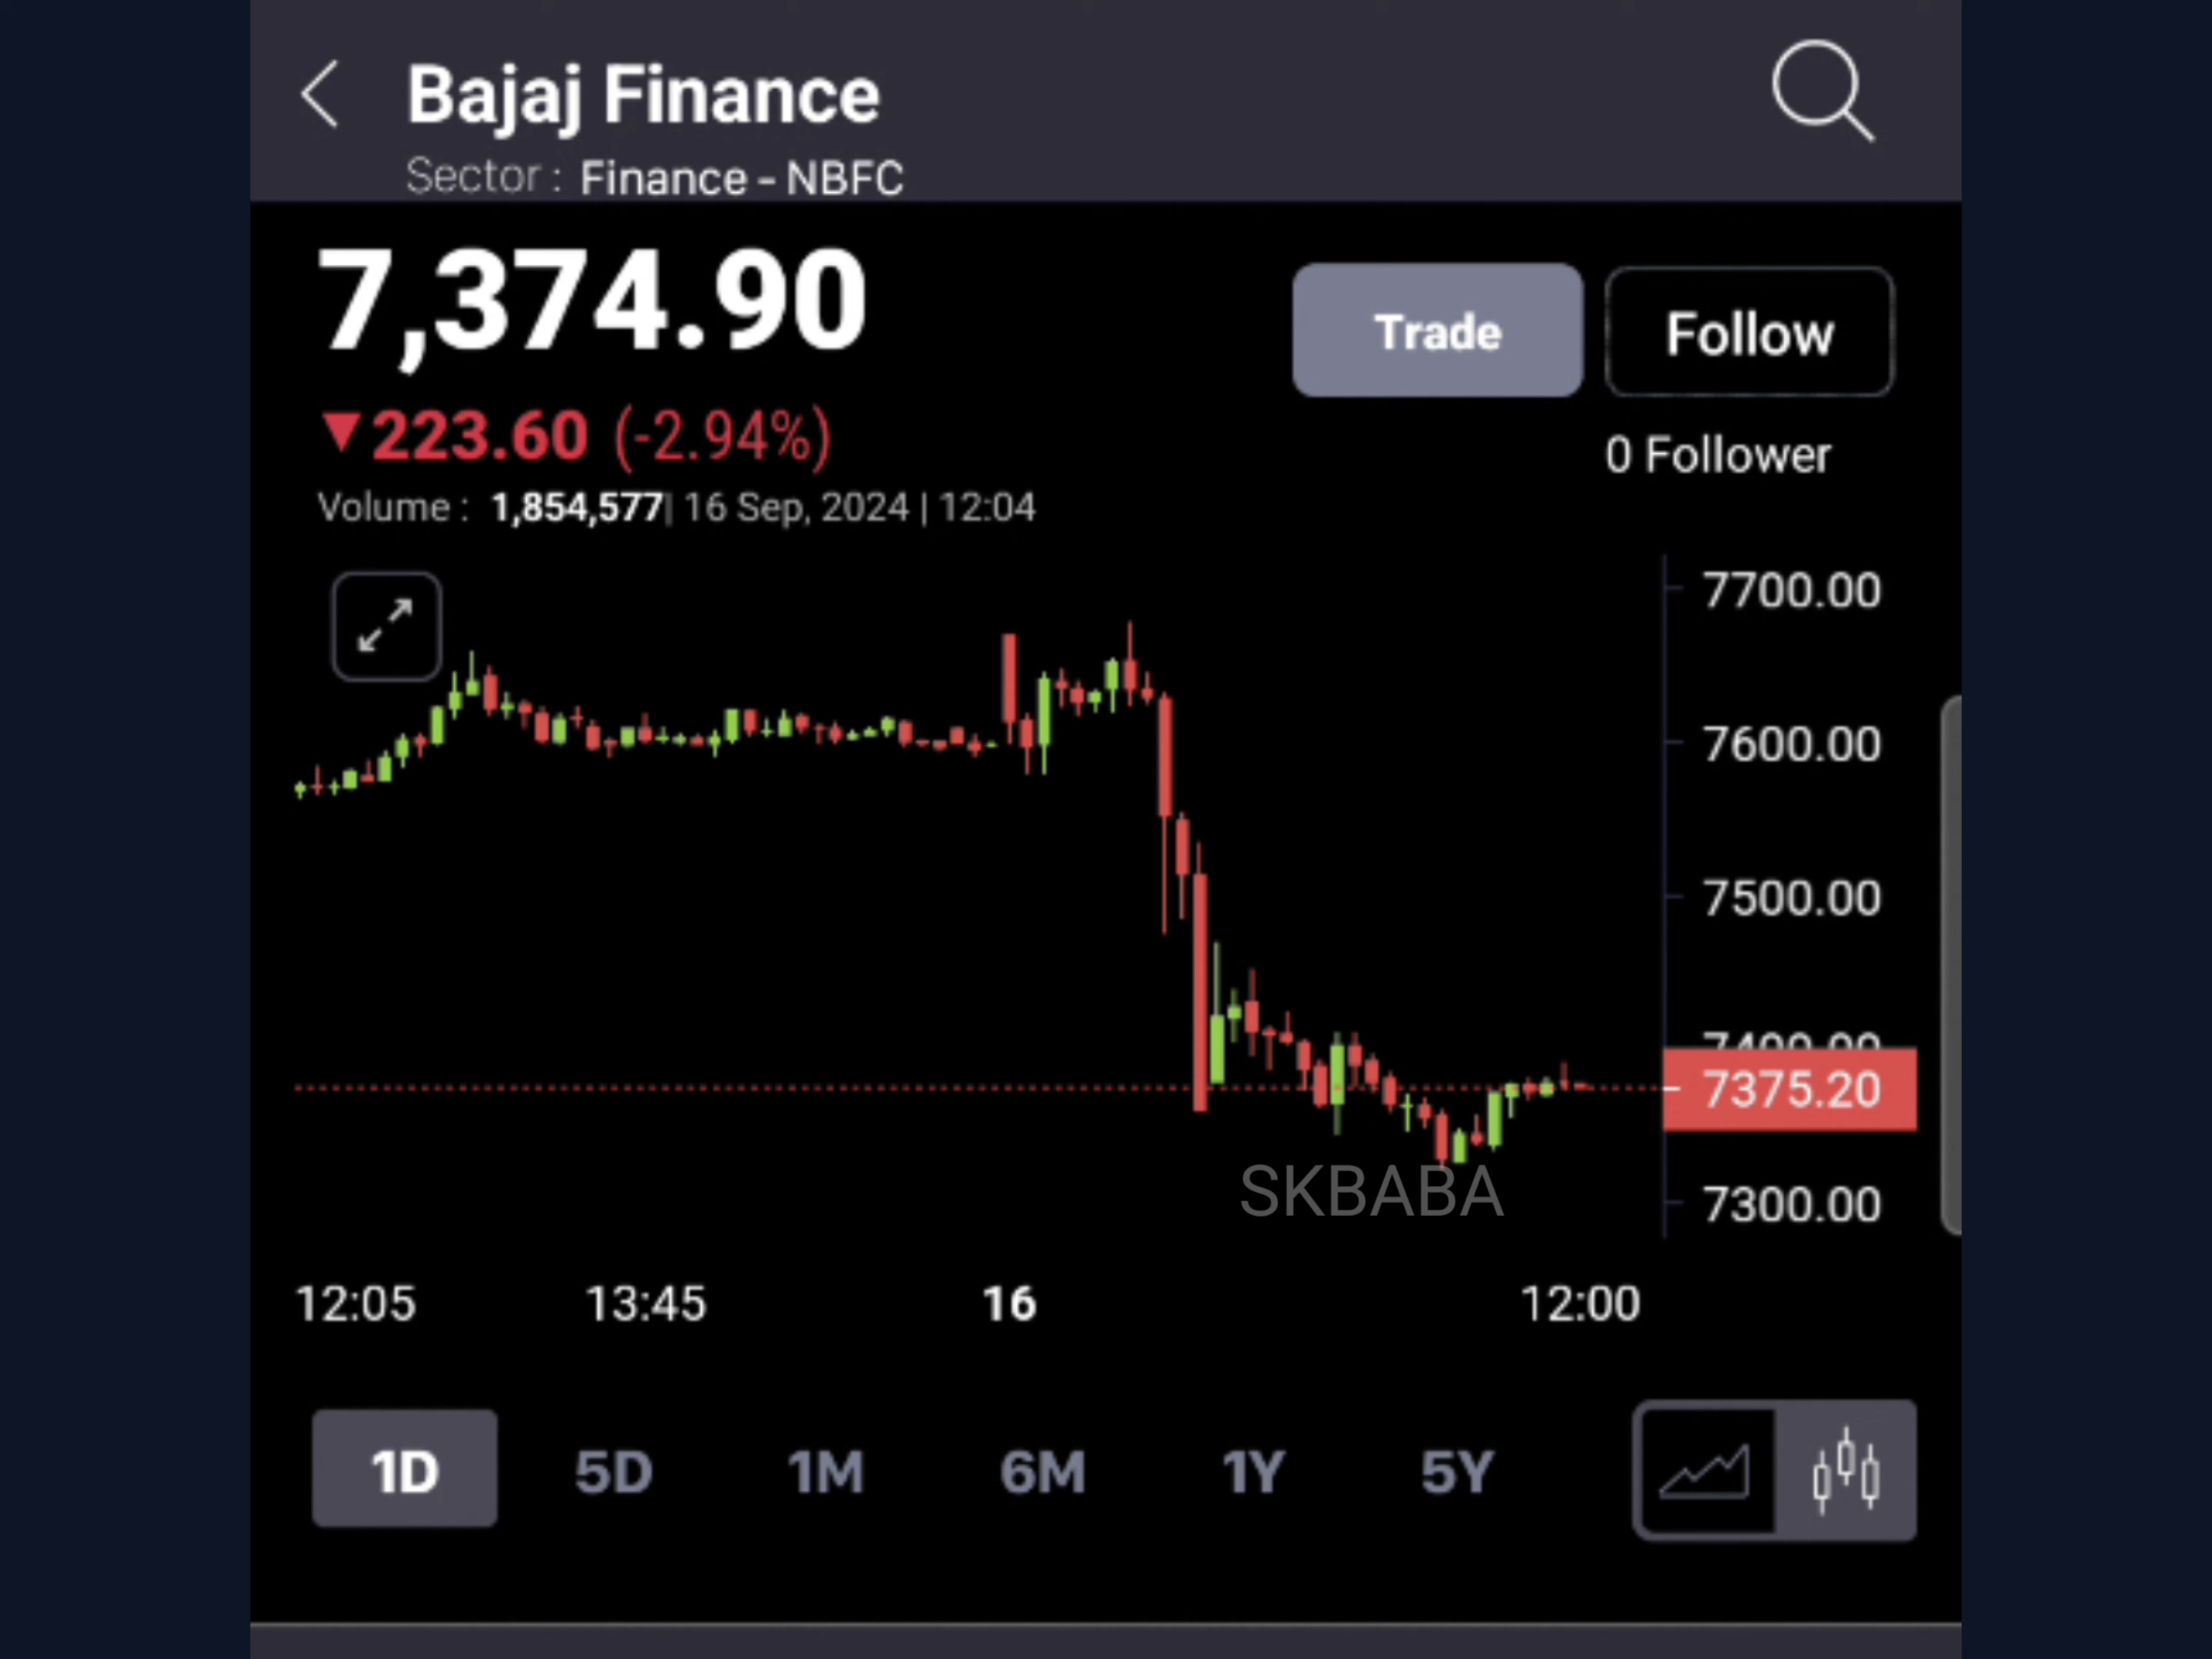 Bajaj Finance
Sector : Finance - NBFC
7,374.90
Trade
Follow
▼223.60 (-2.94%)
0 Follower
Volume : 1,854,577| 16 Sep, 2024 | 12:04
7700.00
7600.00
7500.00
7400.00
7375.20
SKBABA
7300.00
12:05 13:45 16 12:00
1D 5D 1M 6M 1Y 5Y